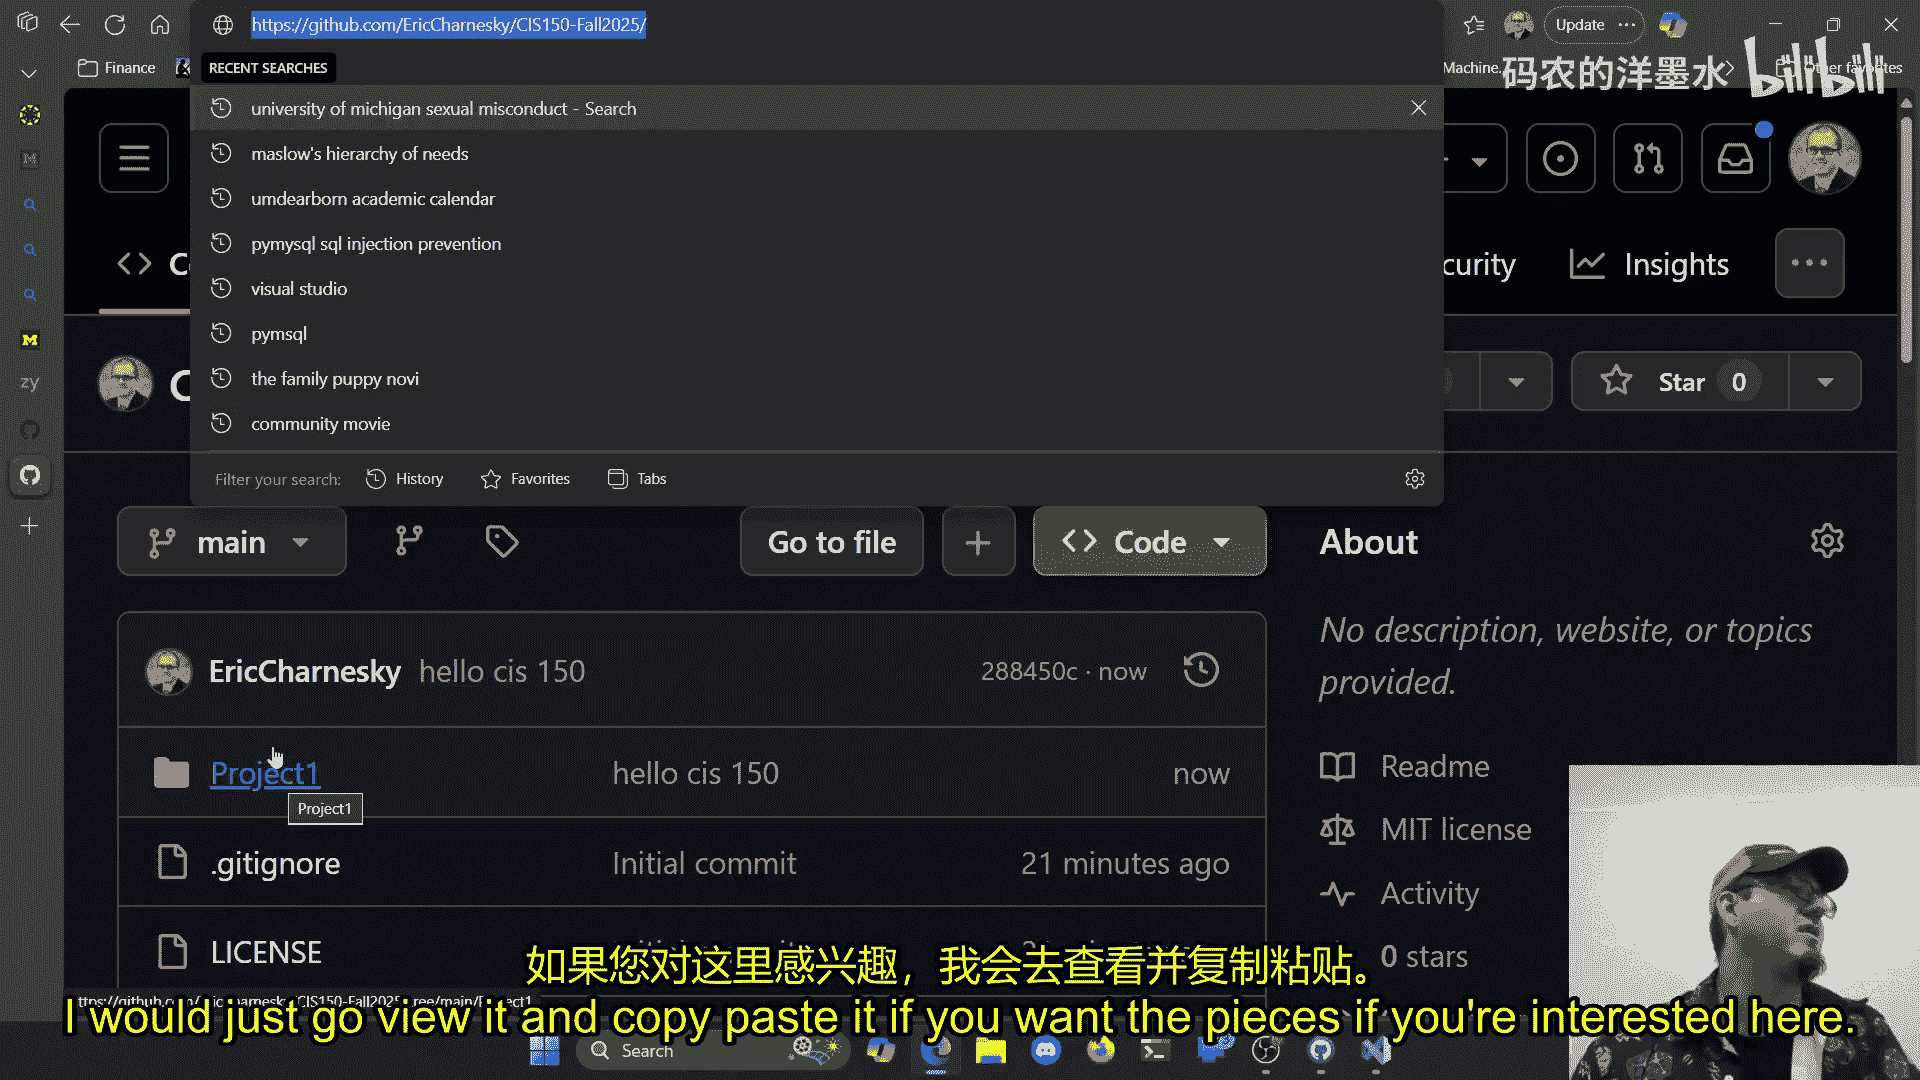 https://github.com/EricCharnesky/CIS150-Fall2025/
Update
Finance
RECENT SEARCHES
Machine.
码农的洋墨水
bilibili
Other favorites
university of michigan sexual misconduct - Search
maslow's hierarchy of needs
umdearborn academic calendar
pymysql sql injection prevention
visual studio
pymsql
the family puppy novi
community movie
Filter your search:
History
Favorites
Tabs
C
curity
Insights
C
Star 0
zy
main
Go to file
Code
About
No description, website, or topics
provided.
EricCharnesky hello cis 150
288450c · now
Project1
hello cis 150
now
Project1
.gitignore
Initial commit
21 minutes ago
LICENSE
Readme
MIT license
Activity
0 stars
如果您对这里感兴趣，我会去查看并复制粘贴。
I would just go view it and copy paste it if you want the pieces if you're interested here.
Search